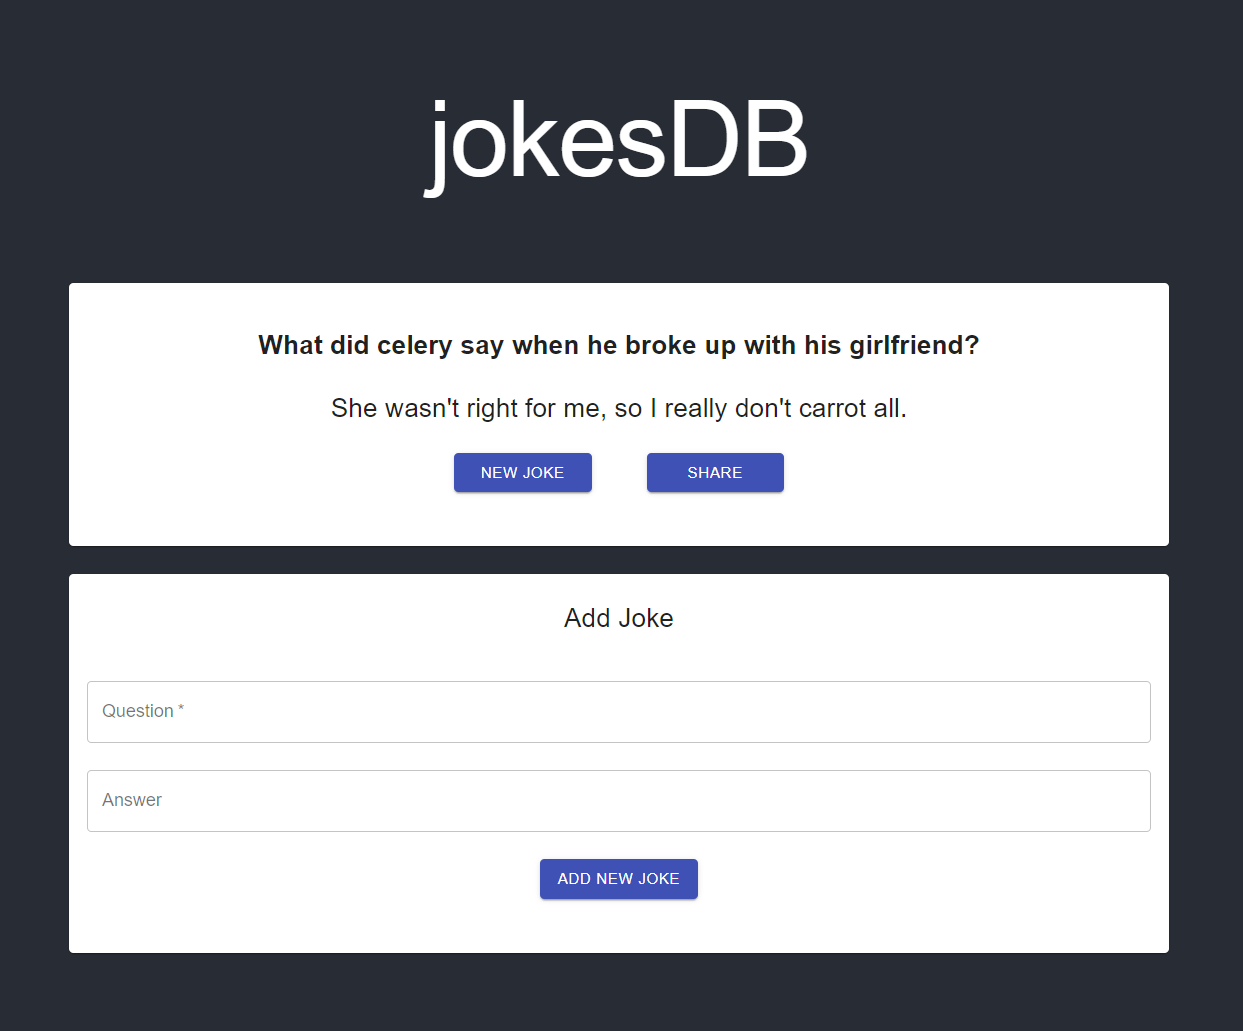 jokesDB
What did celery say when he broke up with his girlfriend?
She wasn't right for me, so I really don't carrot all.
NEW JOKE
SHARE
Add Joke
Question *
Answer
ADD NEW JOKE